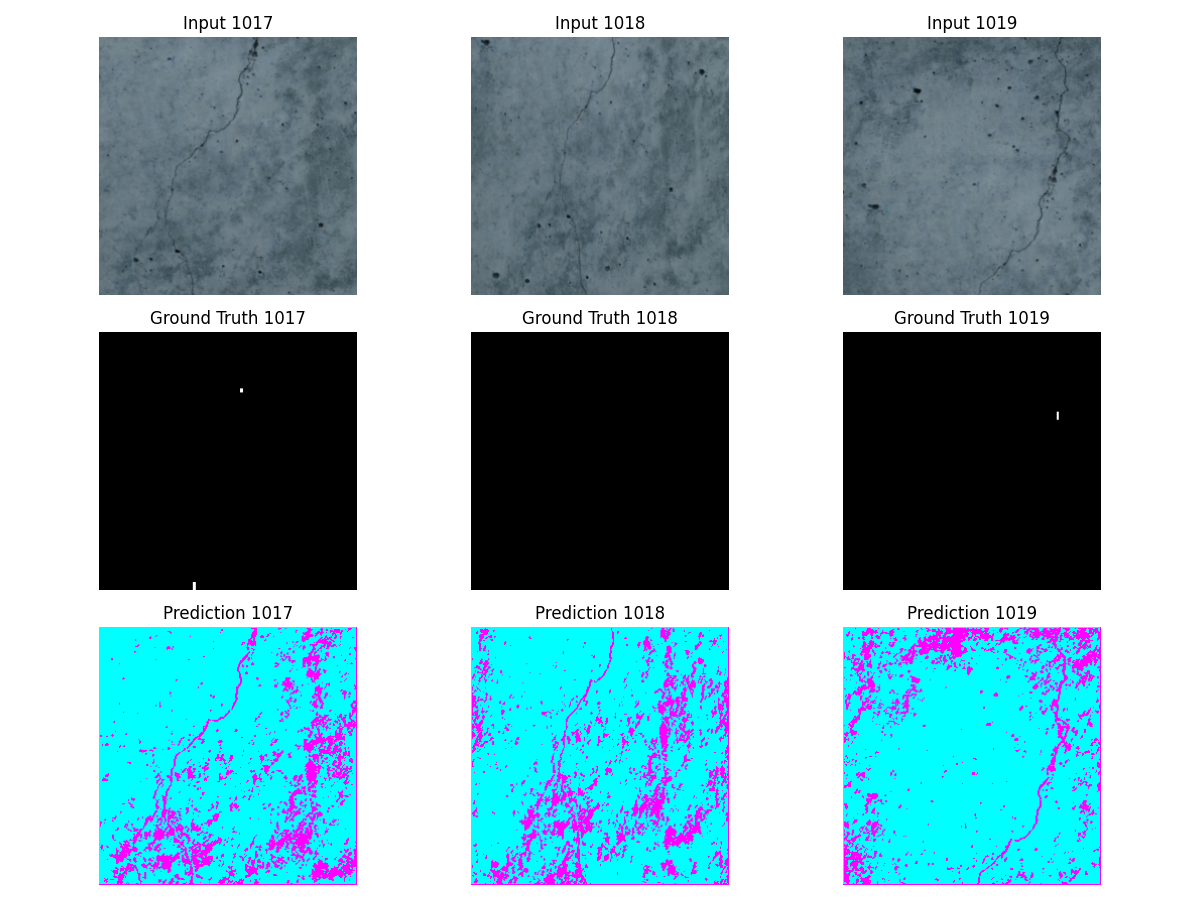 Input 1017
Input 1018
Input 1019
Ground Truth 1017
Ground Truth 1018
Ground Truth 1019
Prediction 1017
Prediction 1018
Prediction 1019